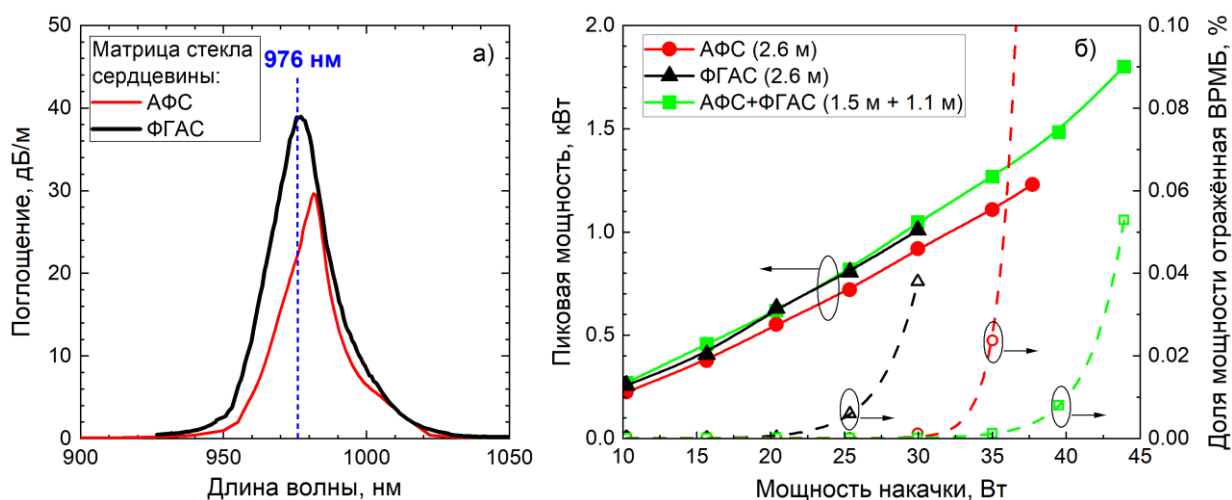 Поглощение, дБ/м
50
40
30
20
10
0
900
950
1000
1050
Длина волны, нм
Матрица стекла
сердцевины:
АФС
ФГАС
976 нм
а)
Пиковая мощность, кВт
2.0
1.5
1.0
0.5
0.0
10
15
20
25
30
35
40
45
Мощность накачки, Вт
АФС (2.6 м)
ФГАС (2.6 м)
АФС+ФГАС (1.5 м + 1.1 м)
б)
0.10
0.08
0.06
0.04
0.02
0.00
Доля мощности отражённая ВРМБ, %